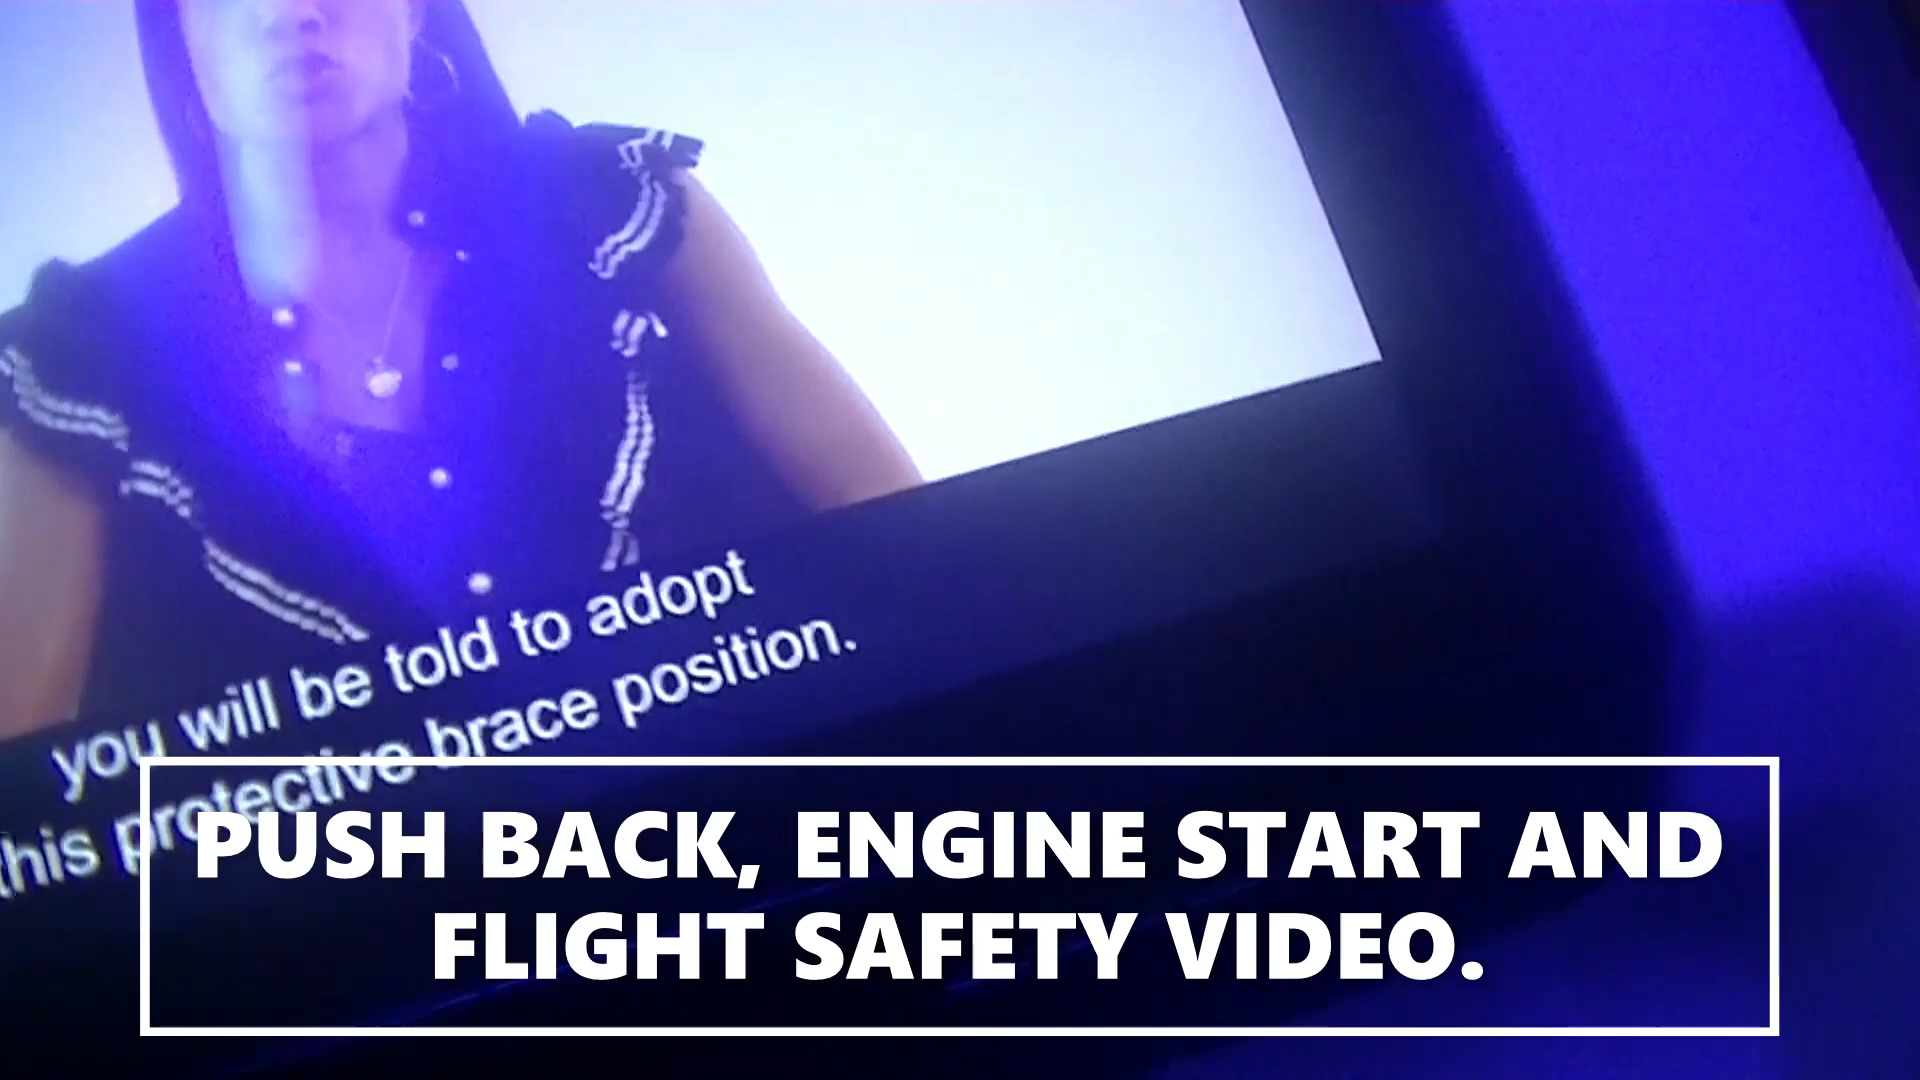 you will be told to adopt
this protective brace position.
PUSH BACK, ENGINE START AND
FLIGHT SAFETY VIDEO.